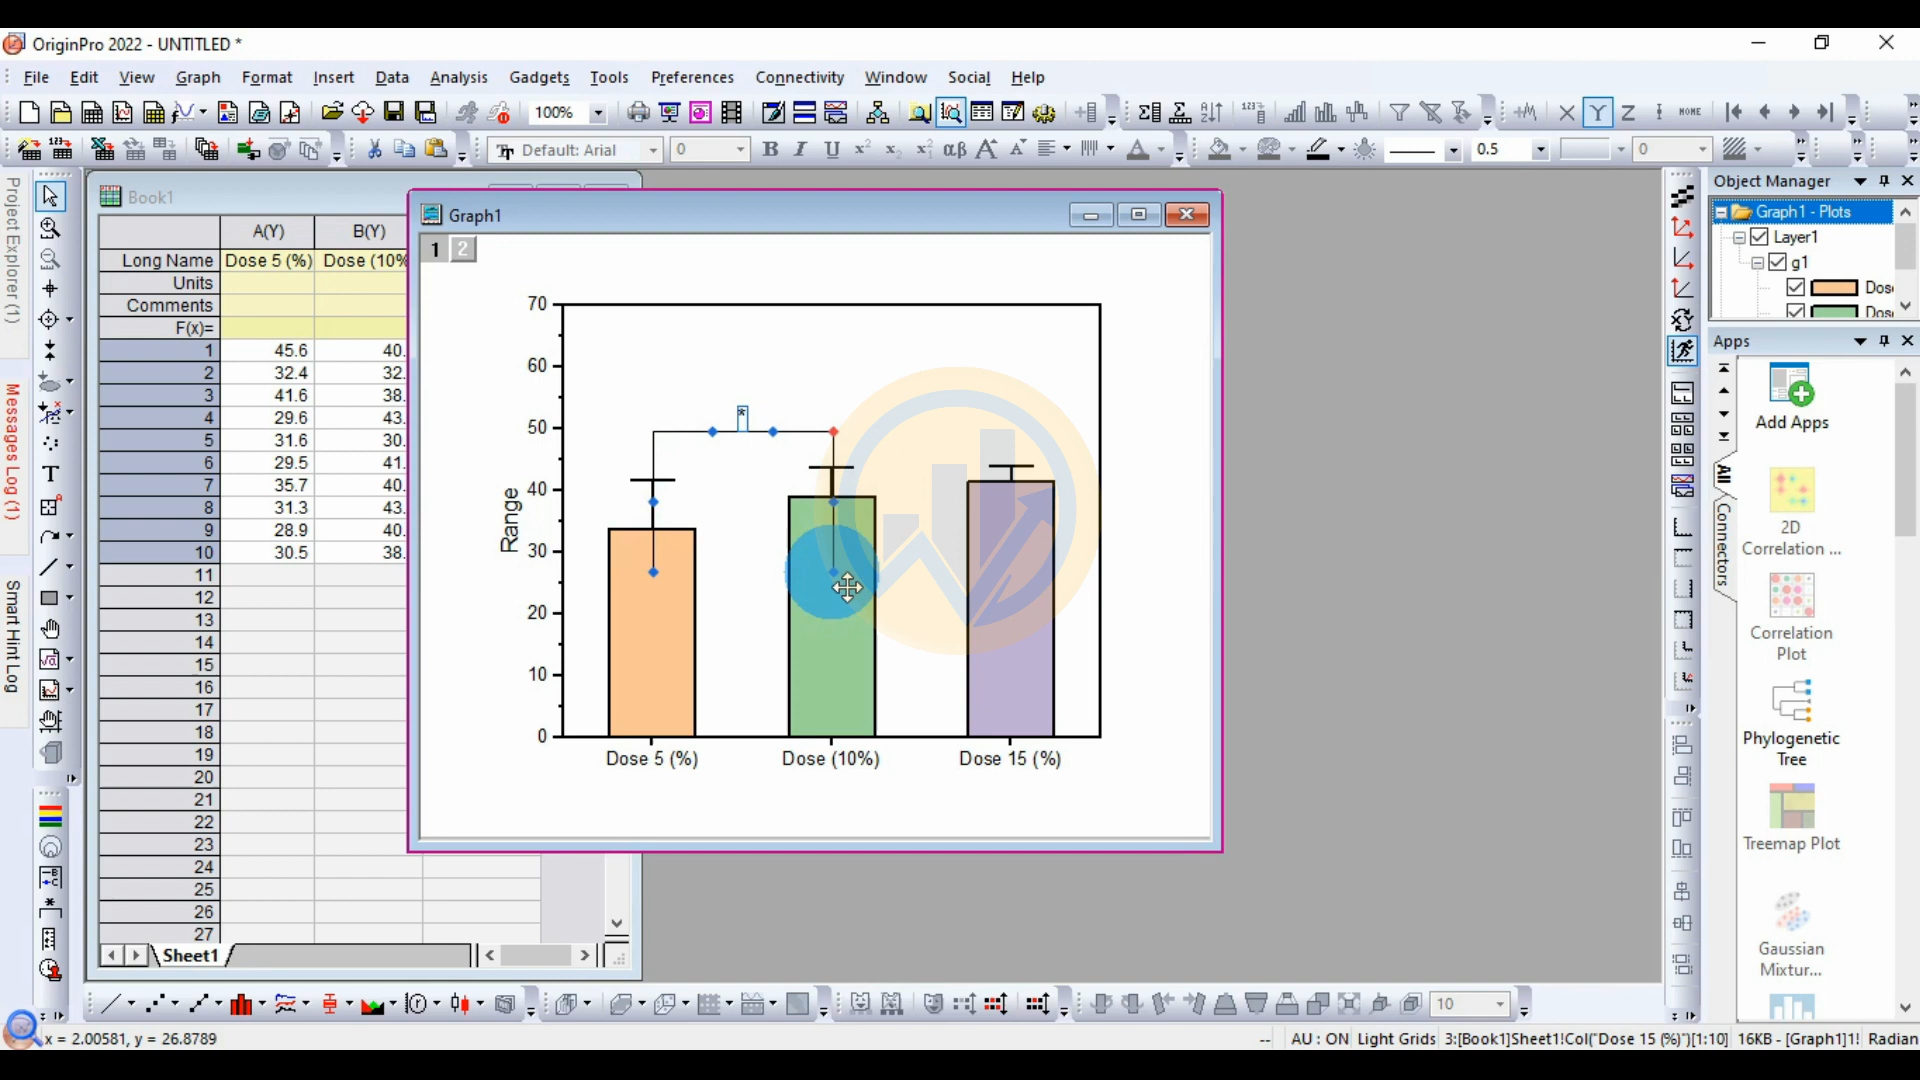 OriginPro 2022 - UNTITLED *
File Edit View Graph Format Insert Data Analysis Gadgets Tools Preferences Connectivity Window Social Help
100%
X Y Z HOME
Default: Arial 0 B I U αβ A 0.5 0
Project Explorer (1)
Messages Log (1)
Smart Hint Log
Book1
A(Y) B(Y)
Long Name Dose 5 (%) Dose (10%
Units
Comments
F(x)=
1 45.6 40.
2 32.4 32.
3 41.6 38.
4 29.6 43.
5 31.6 30.
6 29.5 41.
7 35.7 40.
8 31.3 43.
9 28.9 40.
10 30.5 38.
11
12
13
14
15
16
17
18
19
20
21
22
23
24
25
26
27
Sheet1
Graph1
1 2
70
60
50
40
30
20
10
0
*
Range
Dose 5 (%) Dose (10%) Dose 15 (%)
Object Manager
Graph1 - Plots
Layer1
g1
Dos
Dos
Apps
All
Connectors
Add Apps
2D
Correlation ...
Correlation
Plot
Phylogenetic
Tree
Treemap Plot
Gaussian
Mixtur...
10
x = 2.00581, y = 26.8789
-- AU : ON Light Grids 3:[Book1]Sheet1!Col("Dose 15 (%)")[1:10] 16KB - [Graph1]1! Radian